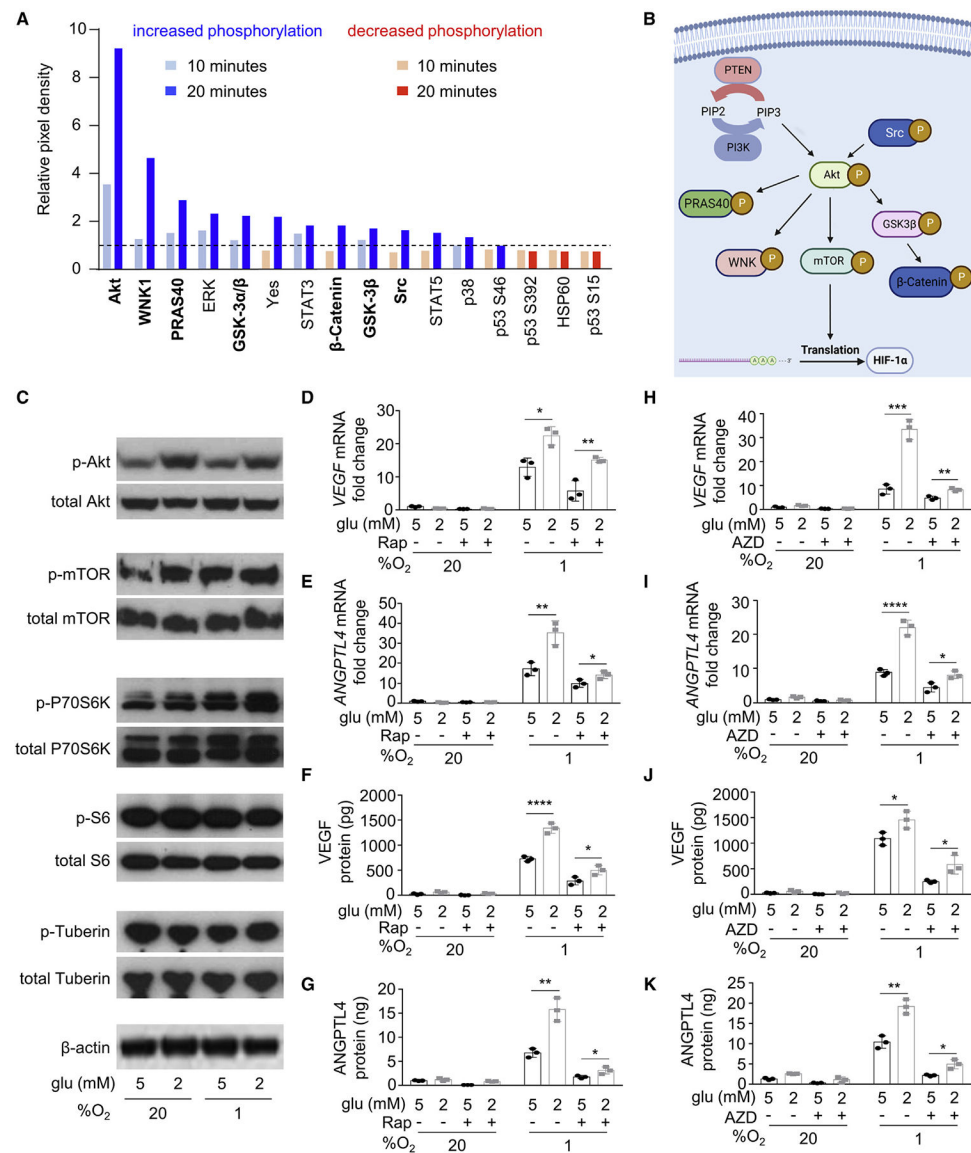 A
increased phosphorylation
decreased phosphorylation
10 minutes
20 minutes
10 minutes
20 minutes
Relative pixel density
10
8
6
4
2
1
0
Akt
WNK1
PRAS40
ERK
GSK-3α/β
Yes
STAT3
β-Catenin
GSK-3β
Src
STAT5
p38
p53 S46
p53 S392
HSP60
p53 S15
B
PTEN
PIP2
PIP3
PI3K
Src
P
Akt
P
PRAS40
P
GSK3β
P
WNK
P
mTOR
P
β-Catenin
P
Translation
A A A
3'
HIF-1α
C
p-Akt
total Akt
p-mTOR
total mTOR
p-P70S6K
total P70S6K
p-S6
total S6
p-Tuberin
total Tuberin
β-actin
glu (mM) 5 2 5 2
%O2 20 1
D
VEGF mRNA
fold change
30
20
10
0
* **
glu (mM) 5 2 5 2 5 2 5 2
Rap - - + + - - + +
%O2 20 1
E
ANGPTL4 mRNA
fold change
50
40
30
20
10
0
** *
glu (mM) 5 2 5 2 5 2 5 2
Rap - - + + - - + +
%O2 20 1
F
VEGF
protein (pg)
2000
1500
1000
500
0
**** *
glu (mM) 5 2 5 2 5 2 5 2
Rap - - + + - - + +
%O2 20 1
G
ANGPTL4
protein (ng)
20
15
10
5
0
** *
glu (mM) 5 2 5 2 5 2 5 2
Rap - - + + - - + +
%O2 20 1
H
VEGF mRNA
fold change
40
30
20
10
0
*** **
glu (mM) 5 2 5 2 5 2 5 2
AZD - - + + - - + +
%O2 20 1
I
ANGPTL4 mRNA
fold change
30
20
10
0
**** *
glu (mM) 5 2 5 2 5 2 5 2
AZD - - + + - - + +
%O2 20 1
J
VEGF
protein (pg)
2000
1500
1000
500
0
* *
glu (mM) 5 2 5 2 5 2 5 2
AZD - - + + - - + +
%O2 20 1
K
ANGPTL4
protein (ng)
25
20
15
10
5
0
** *
glu (mM) 5 2 5 2 5 2 5 2
AZD - - + + - - + +
%O2 20 1